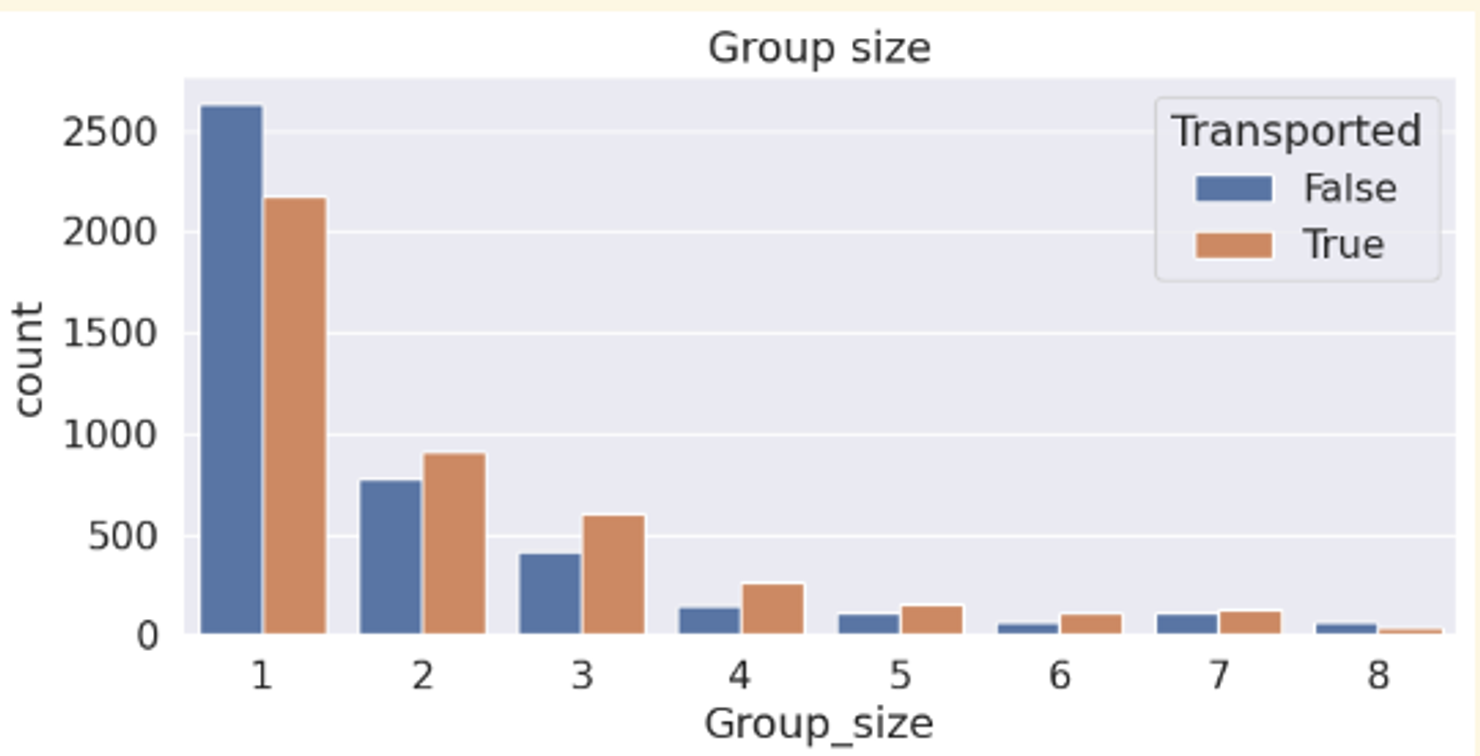 Group size
Transported
False
True
count
2500
2000
1500
1000
500
0
1 2 3 4 5 6 7 8
Group_size